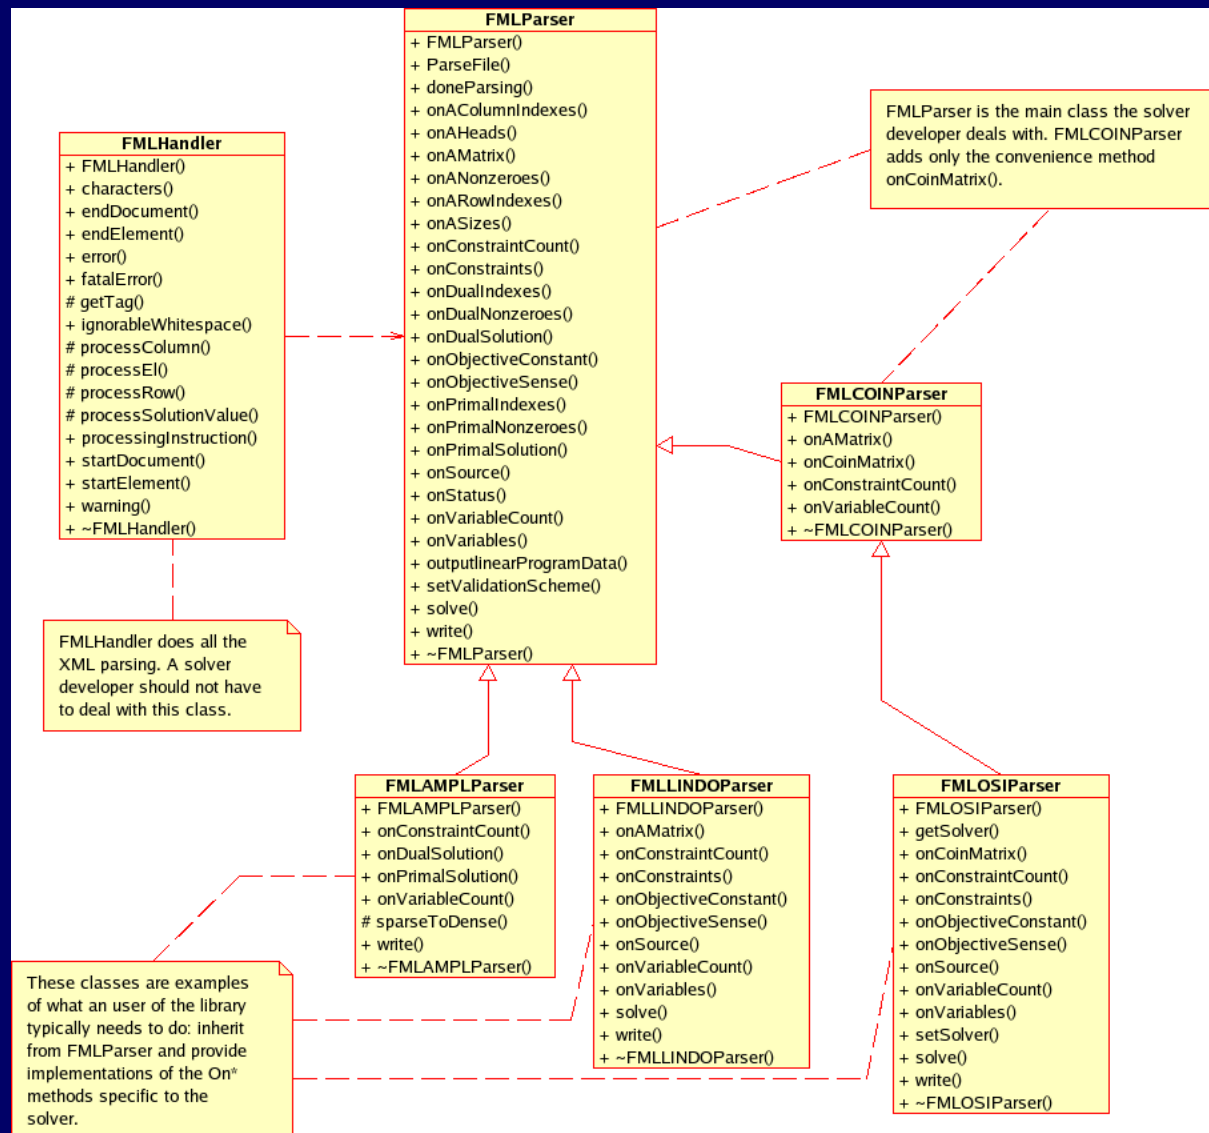 FMLParser
+ FMLParser()
+ ParseFile()
+ doneParsing()
+ onAColumnIndexes()
+ onAHeads()
+ onAMatrix()
+ onANonzeroes()
+ onARowIndexes()
+ onASizes()
+ onConstraintCount()
+ onConstraints()
+ onDualIndexes()
+ onDualNonzeroes()
+ onDualSolution()
+ onObjectiveConstant()
+ onObjectiveSense()
+ onPrimalIndexes()
+ onPrimalNonzeroes()
+ onPrimalSolution()
+ onSource()
+ onStatus()
+ onVariableCount()
+ onVariables()
+ outputlinearProgramData()
+ setValidationScheme()
+ solve()
+ write()
+ ~FMLParser()
FMLParser is the main class the solver
developer deals with. FMLCOINParser
adds only the convenience method
onCoinMatrix().
FMLHandler
+ FMLHandler()
+ characters()
+ endDocument()
+ endElement()
+ error()
+ fatalError()
# getTag()
+ ignorableWhitespace()
# processColumn()
# processEl()
# processRow()
# processSolutionValue()
+ processingInstruction()
+ startDocument()
+ startElement()
+ warning()
+ ~FMLHandler()
FMLCOINParser
+ FMLCOINParser()
+ onAMatrix()
+ onCoinMatrix()
+ onConstraintCount()
+ onVariableCount()
+ ~FMLCOINParser()
FMLHandler does all the
XML parsing. A solver
developer should not have
to deal with this class.
FMLAMPLParser
+ FMLAMPLParser()
+ onConstraintCount()
+ onDualSolution()
+ onPrimalSolution()
+ onVariableCount()
# sparseToDense()
+ write()
+ ~FMLAMPLParser()
FMLLINDOParser
+ FMLLINDOParser()
+ onAMatrix()
+ onConstraintCount()
+ onConstraints()
+ onObjectiveConstant()
+ onObjectiveSense()
+ onSource()
+ onVariableCount()
+ onVariables()
+ solve()
+ write()
+ ~FMLLINDOParser()
FMLOSIParser
+ FMLOSIParser()
+ getSolver()
+ onCoinMatrix()
+ onConstraintCount()
+ onConstraints()
+ onObjectiveConstant()
+ onObjectiveSense()
+ onSource()
+ onVariableCount()
+ onVariables()
+ setSolver()
+ solve()
+ write()
+ ~FMLOSIParser()
These classes are examples
of what an user of the library
typically needs to do: inherit
from FMLParser and provide
implementations of the On*
methods specific to the
solver.